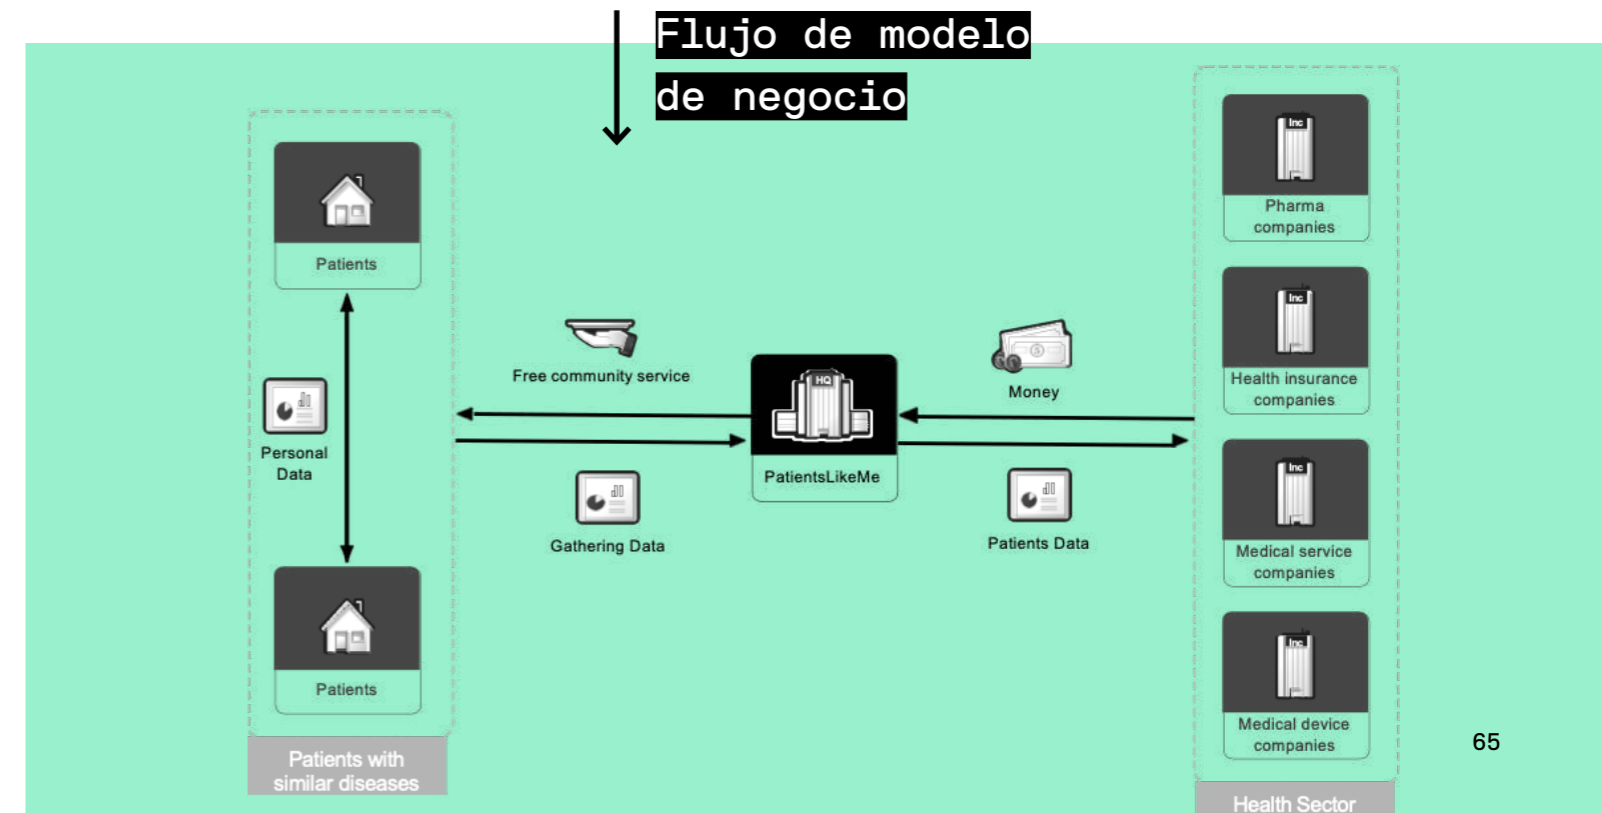 Flujo de modelo
de negocio
Patients
Personal
Data
Patients
Patients with
similar diseases
Free community service
Gathering Data
HQ
PatientsLikeMe
Money
Patients Data
Inc
Pharma
companies
Inc
Health insurance
companies
Inc
Medical service
companies
Inc
Medical device
companies
Health Sector
65